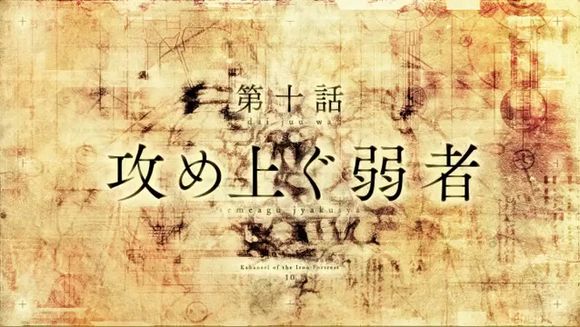 第十話
dai juu wa
攻め上ぐ弱者
semeagu jyakusya
Kabaneri of the Iron Fortress
10